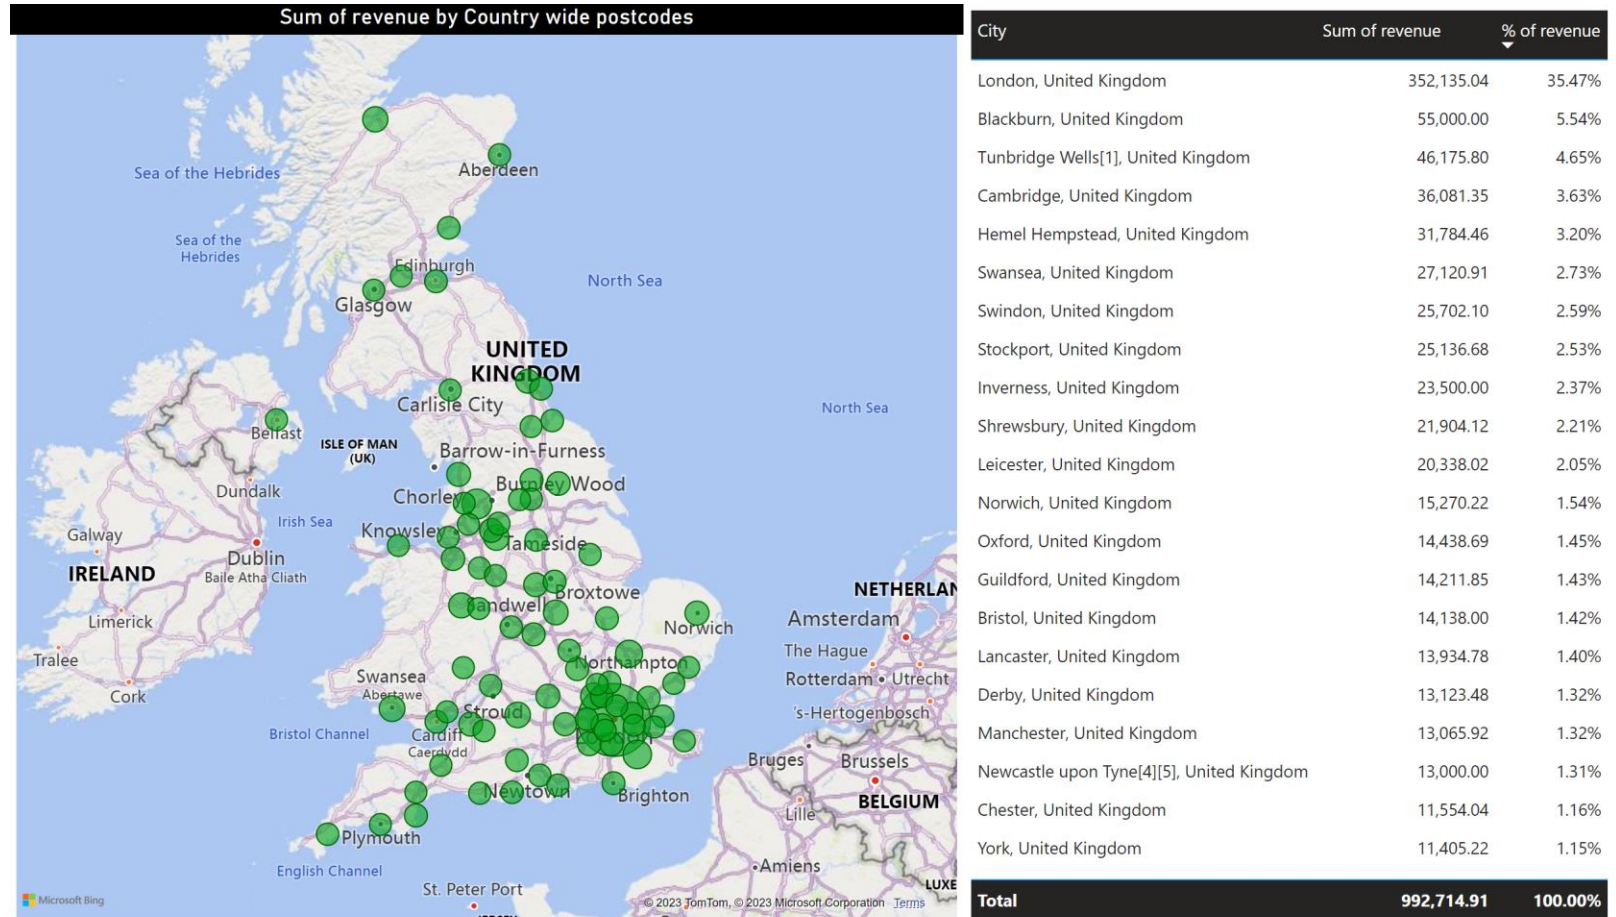 Sum of revenue by Country wide postcodes
Aberdeen
Sea of the Hebrides
Sea of the
Hebrides
Edinburgh
North Sea
Glasgow
UNITED
KINGDOM
Carlisle City
North Sea
Belfast
ISLE OF MAN
(UK)
Barrow-in-Furness
Dundalk
Burnley Wood
Chorley
Irish Sea
Galway
Knowsley
Tameside
Dublin
Baile Atha Cliath
IRELAND
Broxtowe
NETHERLAN
Sandwell
Limerick
Norwich
Amsterdam
The Hague
Tralee
Northampton
Swansea
Abertawe
Rotterdam
Utrecht
Cork
Stroud
's-Hertogenbosch
Bristol Channel
Cardiff
Caerdydd
Bruges
Brussels
Newtown
Brighton
BELGIUM
Lille
Plymouth
English Channel
Amiens
St. Peter Port
LUXE
Microsoft Bing
© 2023 TomTom, © 2023 Microsoft Corporation Terms
City Sum of revenue % of revenue
London, United Kingdom 352,135.04 35.47%
Blackburn, United Kingdom 55,000.00 5.54%
Tunbridge Wells[1], United Kingdom 46,175.80 4.65%
Cambridge, United Kingdom 36,081.35 3.63%
Hemel Hempstead, United Kingdom 31,784.46 3.20%
Swansea, United Kingdom 27,120.91 2.73%
Swindon, United Kingdom 25,702.10 2.59%
Stockport, United Kingdom 25,136.68 2.53%
Inverness, United Kingdom 23,500.00 2.37%
Shrewsbury, United Kingdom 21,904.12 2.21%
Leicester, United Kingdom 20,338.02 2.05%
Norwich, United Kingdom 15,270.22 1.54%
Oxford, United Kingdom 14,438.69 1.45%
Guildford, United Kingdom 14,211.85 1.43%
Bristol, United Kingdom 14,138.00 1.42%
Lancaster, United Kingdom 13,934.78 1.40%
Derby, United Kingdom 13,123.48 1.32%
Manchester, United Kingdom 13,065.92 1.32%
Newcastle upon Tyne[4][5], United Kingdom 13,000.00 1.31%
Chester, United Kingdom 11,554.04 1.16%
York, United Kingdom 11,405.22 1.15%
Total 992,714.91 100.00%